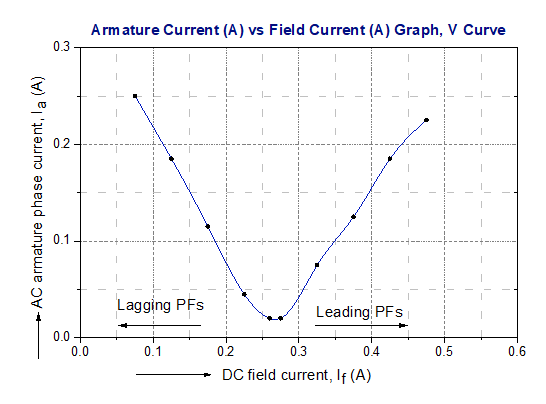 Armature Current (A) vs Field Current (A) Graph, V Curve
0.3
0.2
0.1
0.0
AC armature phase current, Ia (A)
Lagging PFs
Leading PFs
0.0 0.1 0.2 0.3 0.4 0.5 0.6
DC field current, If (A)